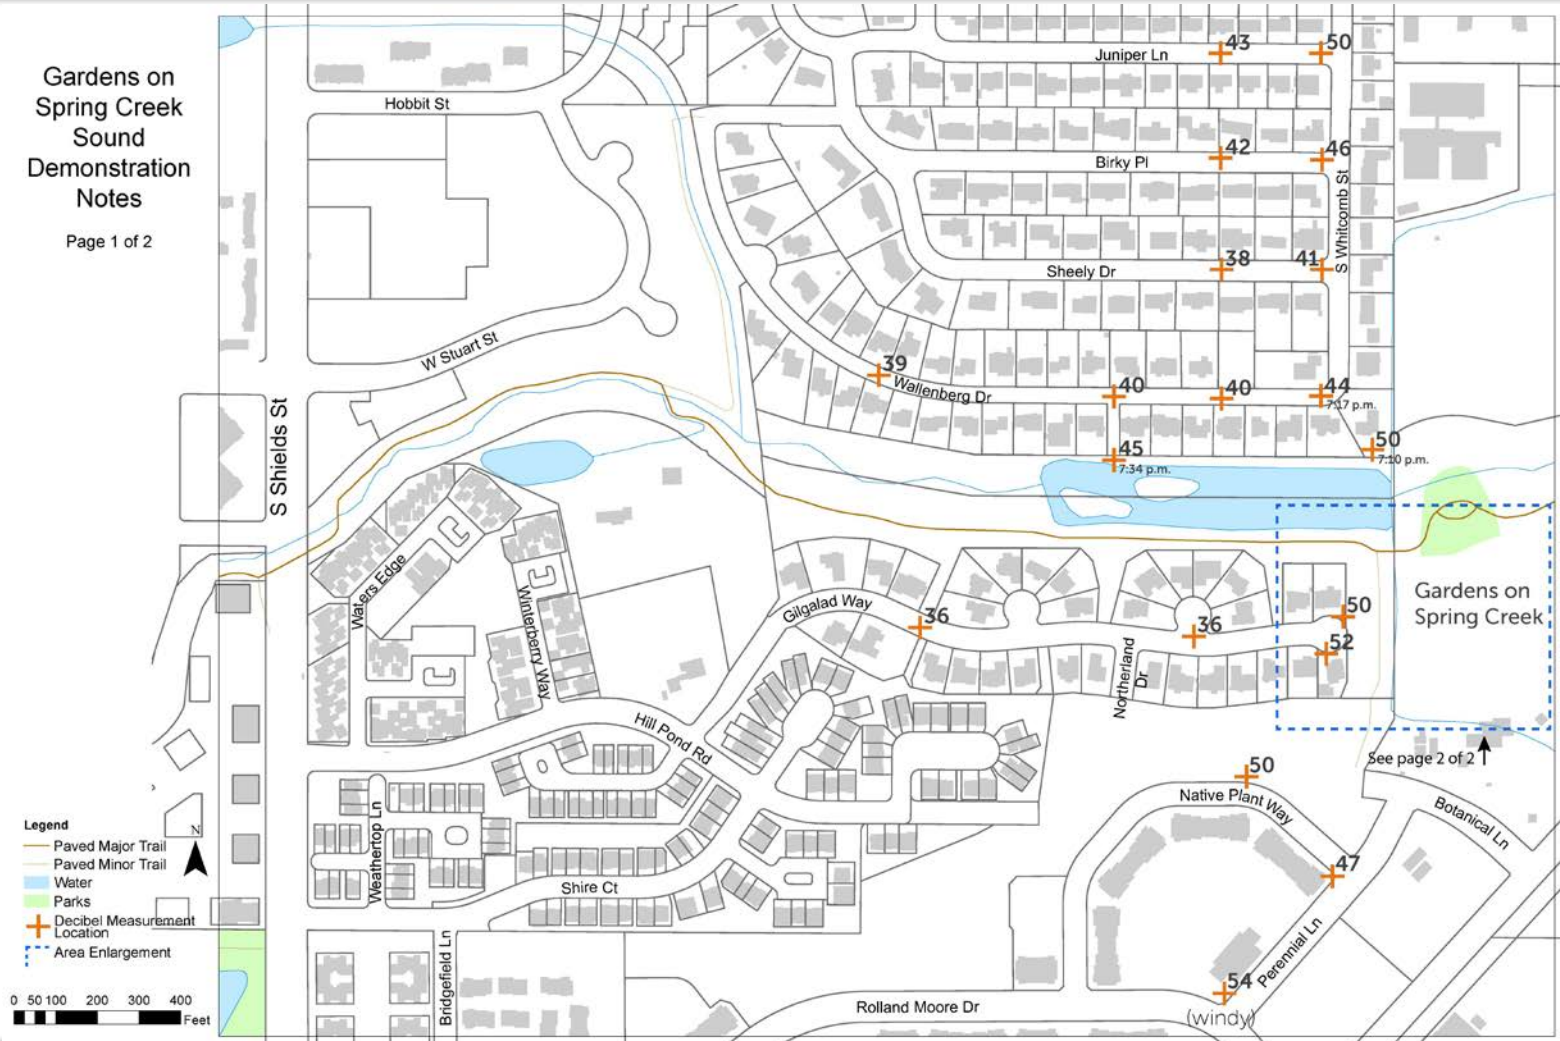 Gardens on
Spring Creek
Sound
Demonstration
Notes
Page 1 of 2
Hobbit St
W Stuart St
S Shields St
Juniper Ln
43
50
Birky Pl
42
46
S Whitcomb St
Sheely Dr
38
41
39
Wallenberg Dr
40
40
44
7:17 p.m.
45
7:34 p.m.
50
7:10 p.m.
Waters Edge
Winterberry Way
Gilgalad Way
36
36
50
52
Northerland
Dr
Gardens on
Spring Creek
See page 2 of 2
Hill Pond Rd
50
Native Plant Way
Botanical Ln
47
Weathertop Ln
Shire Ct
Perennial Ln
54
(windy)
Bridgefield Ln
Rolland Moore Dr
N
Legend
Paved Major Trail
Paved Minor Trail
Water
Parks
Decibel Measurement
Location
Area Enlargement
0 50 100 200 300 400
Feet